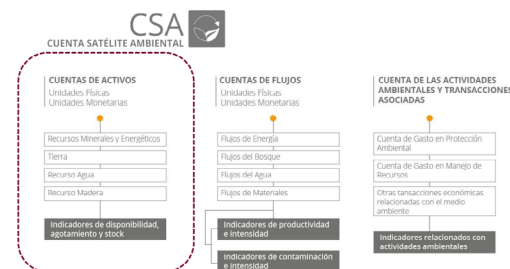 CSA
CUENTA SATÉLITE AMBIENTAL
CUENTAS DE ACTIVOS
Unidades Físicas
Unidades Monetarias
Recursos Minerales y Energéticos
Tierra
Recurso Agua
Recurso Madera
Indicadores de disponibilidad,
agotamiento y stock
CUENTAS DE FLUJOS
Unidades Físicas
Unidades Monetarias
Flujos de Energía
Flujos del Bosque
Flujos del Agua
Flujos de Materiales
Indicadores de productividad
e intensidad
Indicadores de contaminación
e intensidad
CUENTA DE LAS ACTIVIDADES
AMBIENTALES Y TRANSACCIONES
ASOCIADAS
Cuenta de Gasto en Protección
Ambiental
Cuenta de Gasto en Manejo de
Recursos
Otras tansacciones económicas
relacionadas con el medio
ambiente
Indicadores relacionados con
actividades ambientales